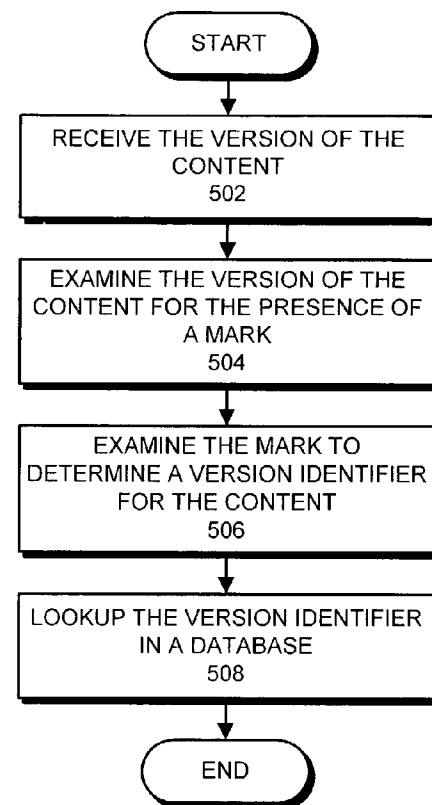 START
RECEIVE THE VERSION OF THE
CONTENT
502
EXAMINE THE VERSION OF THE
CONTENT FOR THE PRESENCE OF
A MARK
504
EXAMINE THE MARK TO
DETERMINE A VERSION IDENTIFIER
FOR THE CONTENT
506
LOOKUP THE VERSION IDENTIFIER
IN A DATABASE
508
END